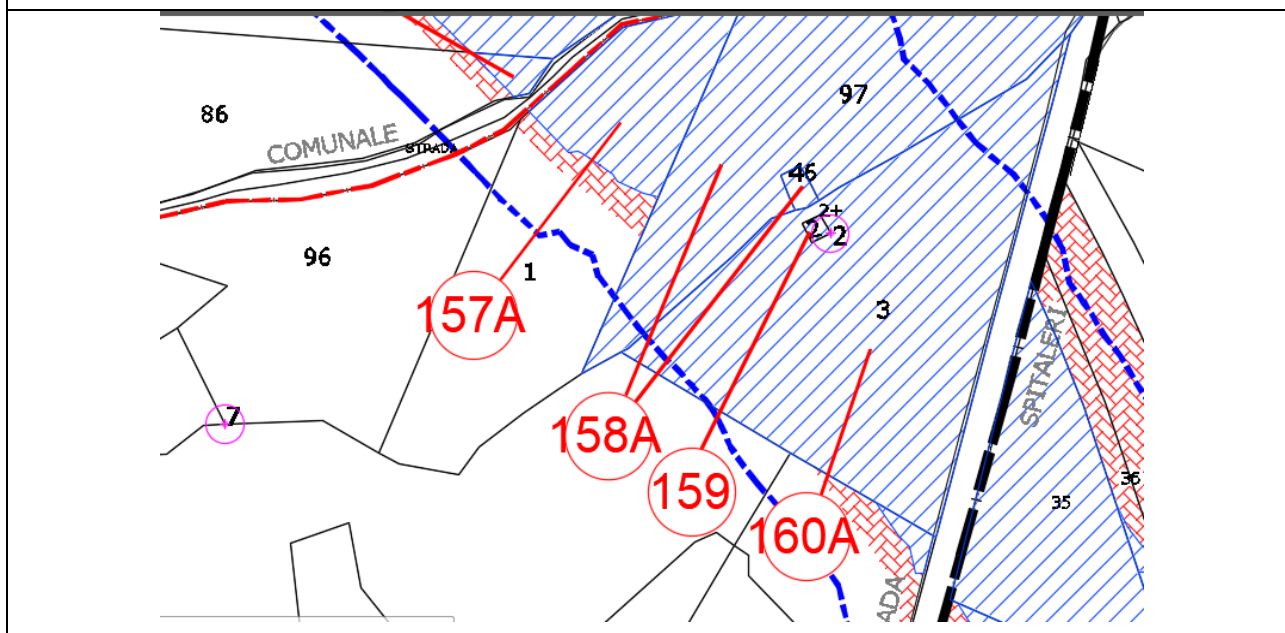 97
86
COMUNALE
STRADA
46
2+
2
2
96
1
157A
3
SPITALERI
7
158A
159
36
35
160A
ADA